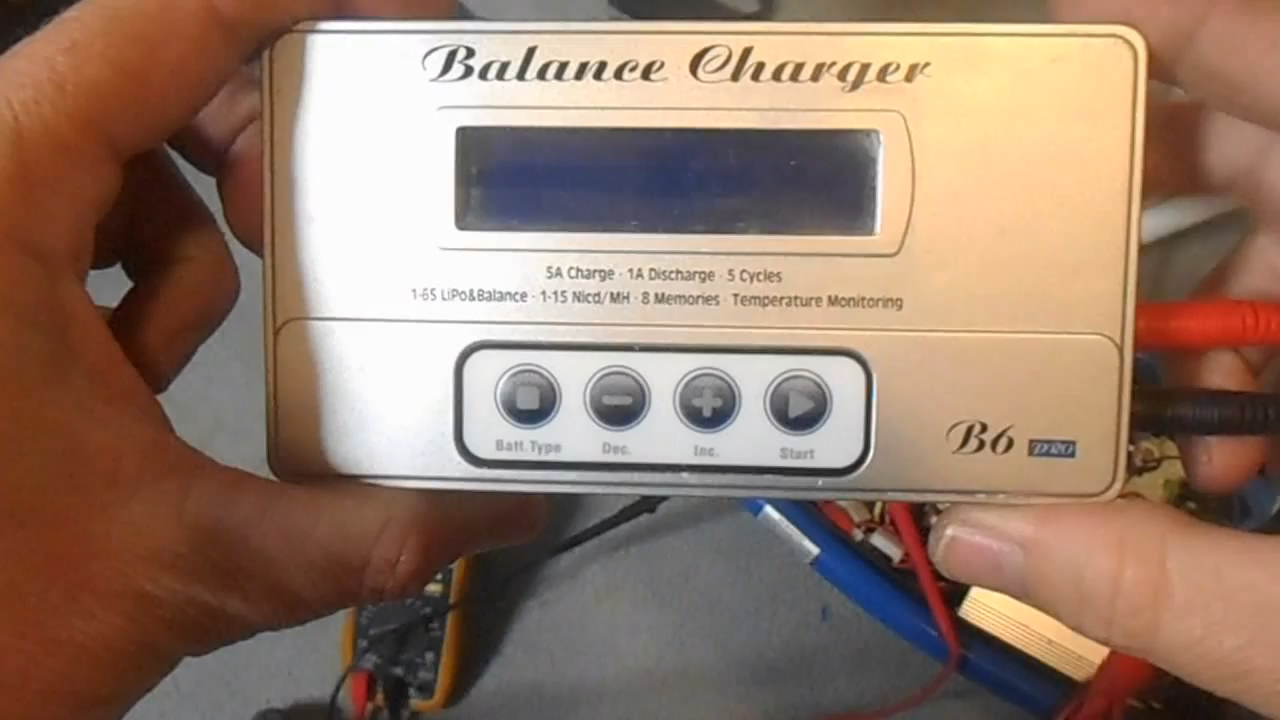 Balance Charger
5A Charge · 1A Discharge · 5 Cycles
1-6S LiPo&Balance · 1-15 Nicd/MH · 8 Memories · Temperature Monitoring
Batt.Type Dec. Inc. Start
B6 PRO